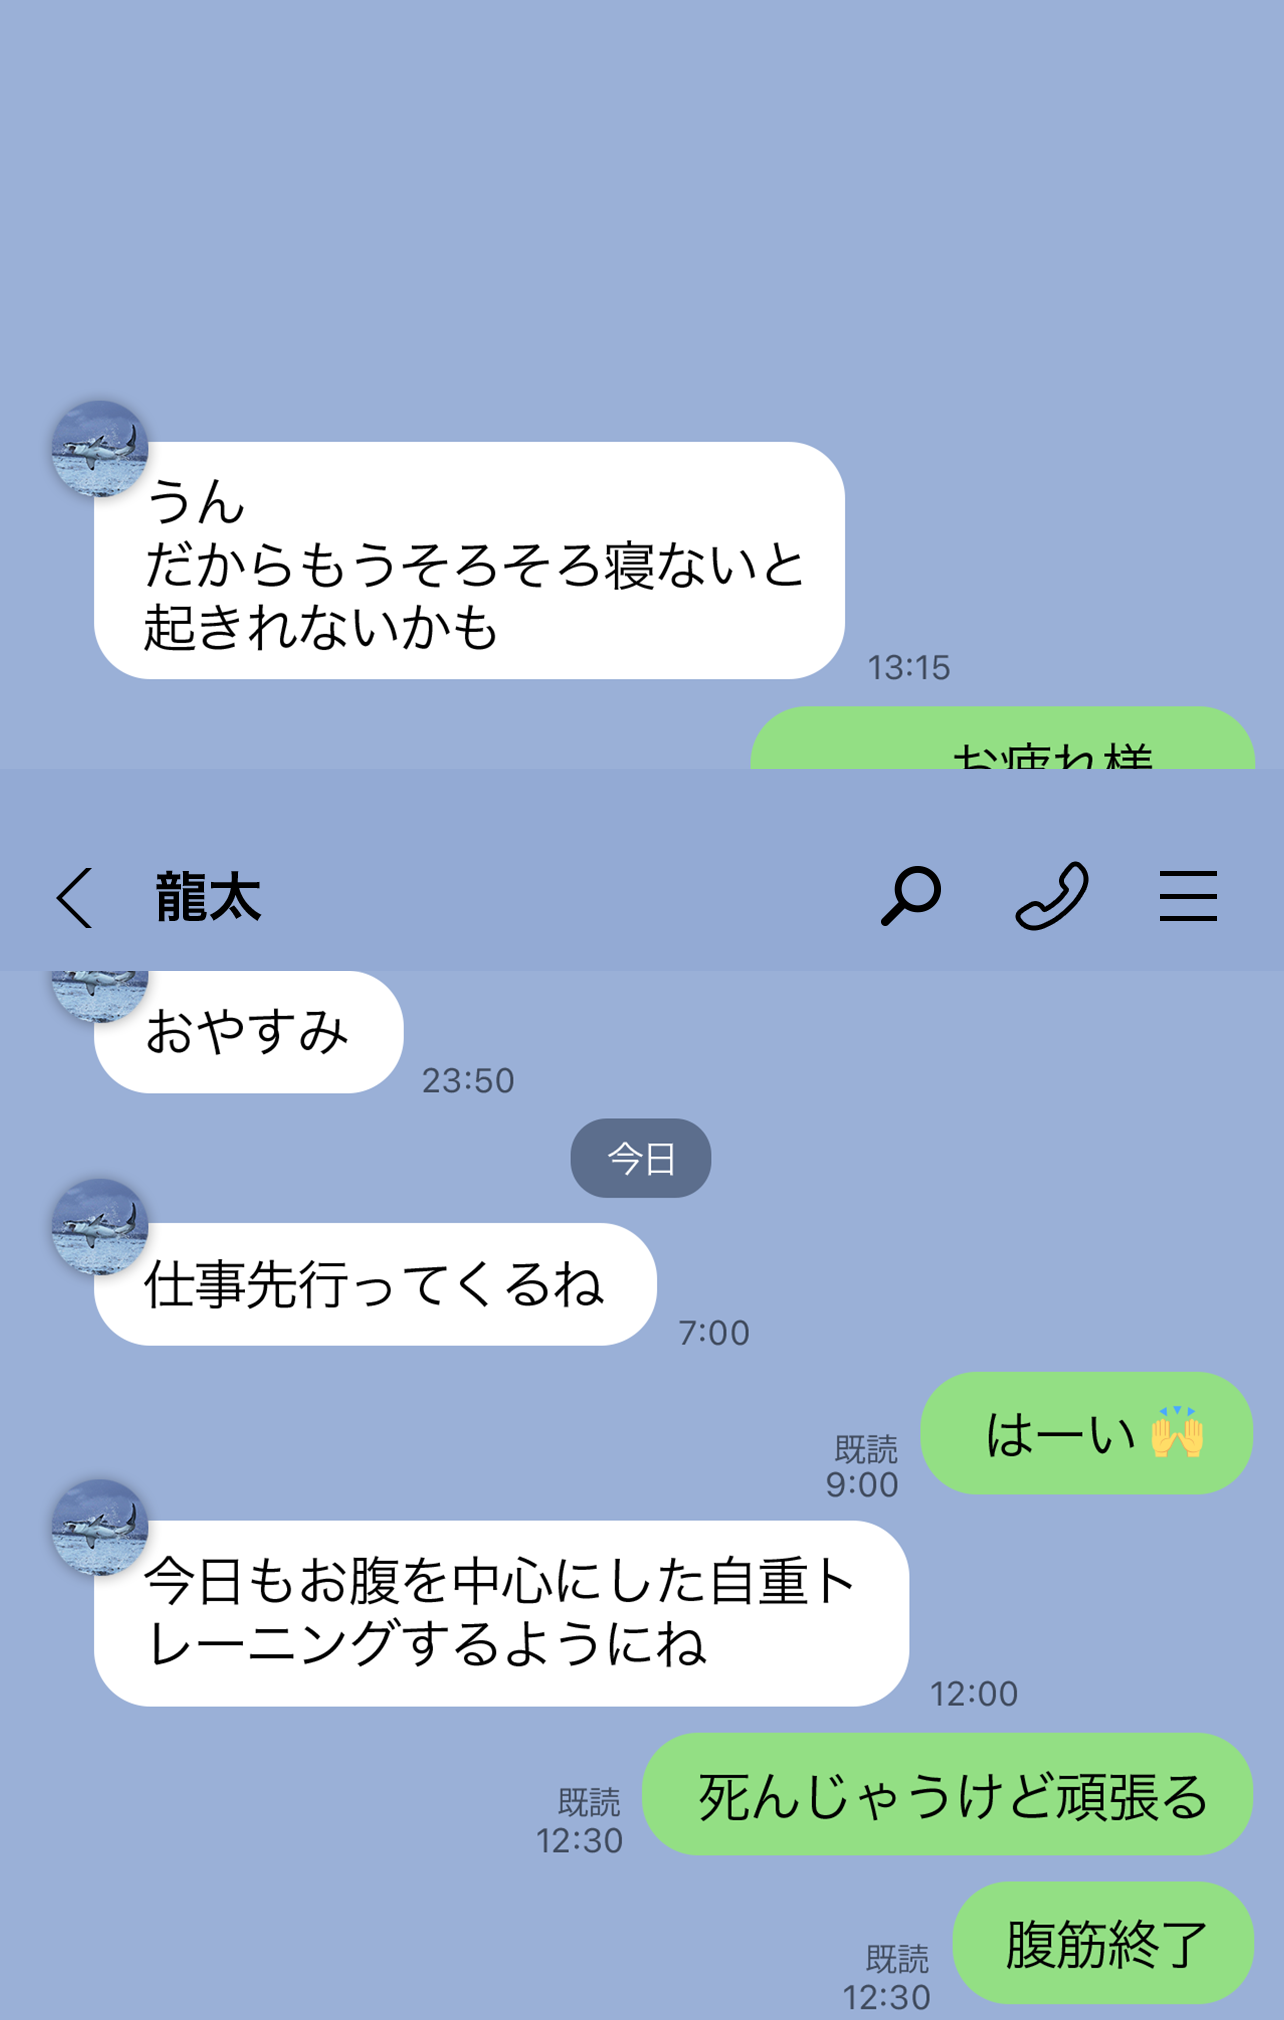 うん
だからもうそろそろ寝ないと
起きれないかも
13:15
お疲れ様
龍太
おやすみ
23:50
今日
仕事先行ってくるね
7:00
はーい🙌
既読
9:00
今日もお腹を中心にした自重ト
レーニングするようにね
12:00
死んじゃうけど頑張る
既読
12:30
腹筋終了
既読
12:30